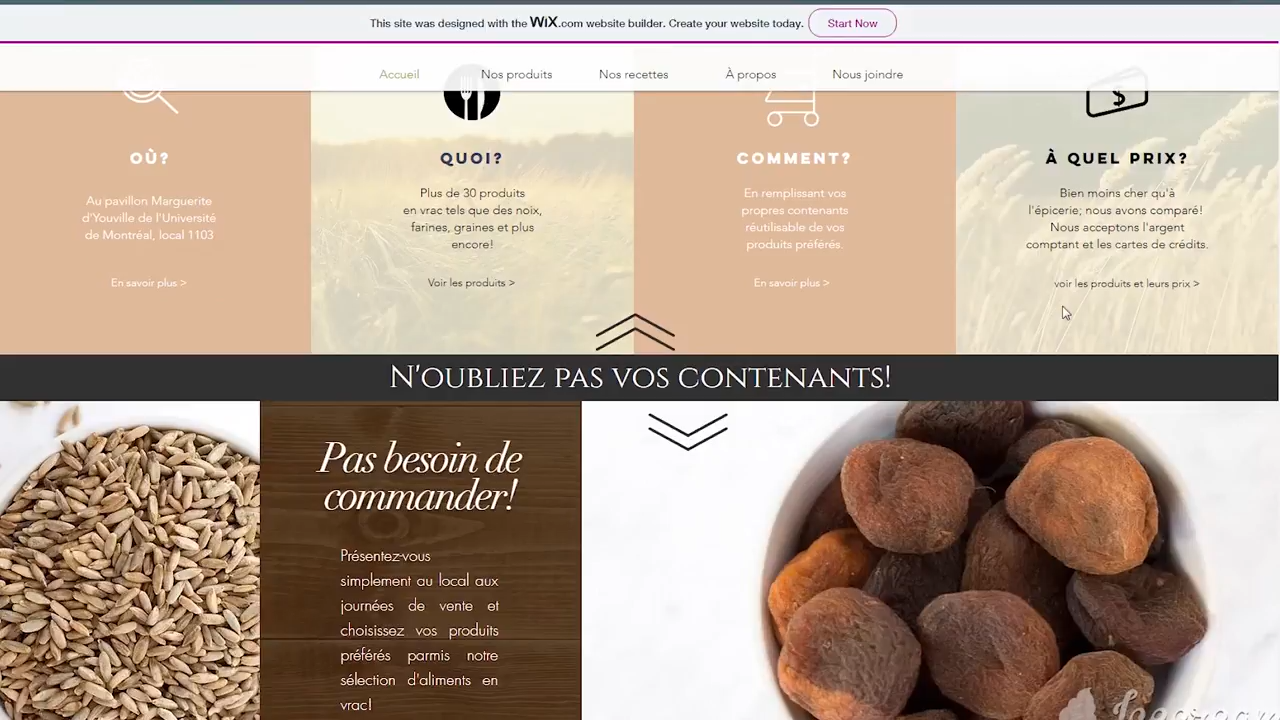 This site was designed with the WiX.com website builder. Create your website today. Start Now
Accueil Nos produits Nos recettes À propos Nous joindre
OÙ?
Au pavillon Marguerite
d'Youville de l'Université
de Montréal, local 1103
En savoir plus >
QUOI?
Plus de 30 produits
en vrac tels que des noix,
farines, graines et plus
encore!
Voir les produits >
COMMENT?
En remplissant vos
propres contenants
réutilisable de vos
produits préférés.
En savoir plus >
$
À QUEL PRIX?
Bien moins cher qu'à
l'épicerie; nous avons comparé!
Nous acceptons l'argent
comptant et les cartes de crédits.
voir les produits et leurs prix >
N'OUBLIEZ PAS VOS CONTENANTS!
Pas besoin de
commander!
Présentez-vous
simplement au local aux
journées de vente et
choisissez vos produits
préférés parmis notre
sélection d'aliments en
vrac!